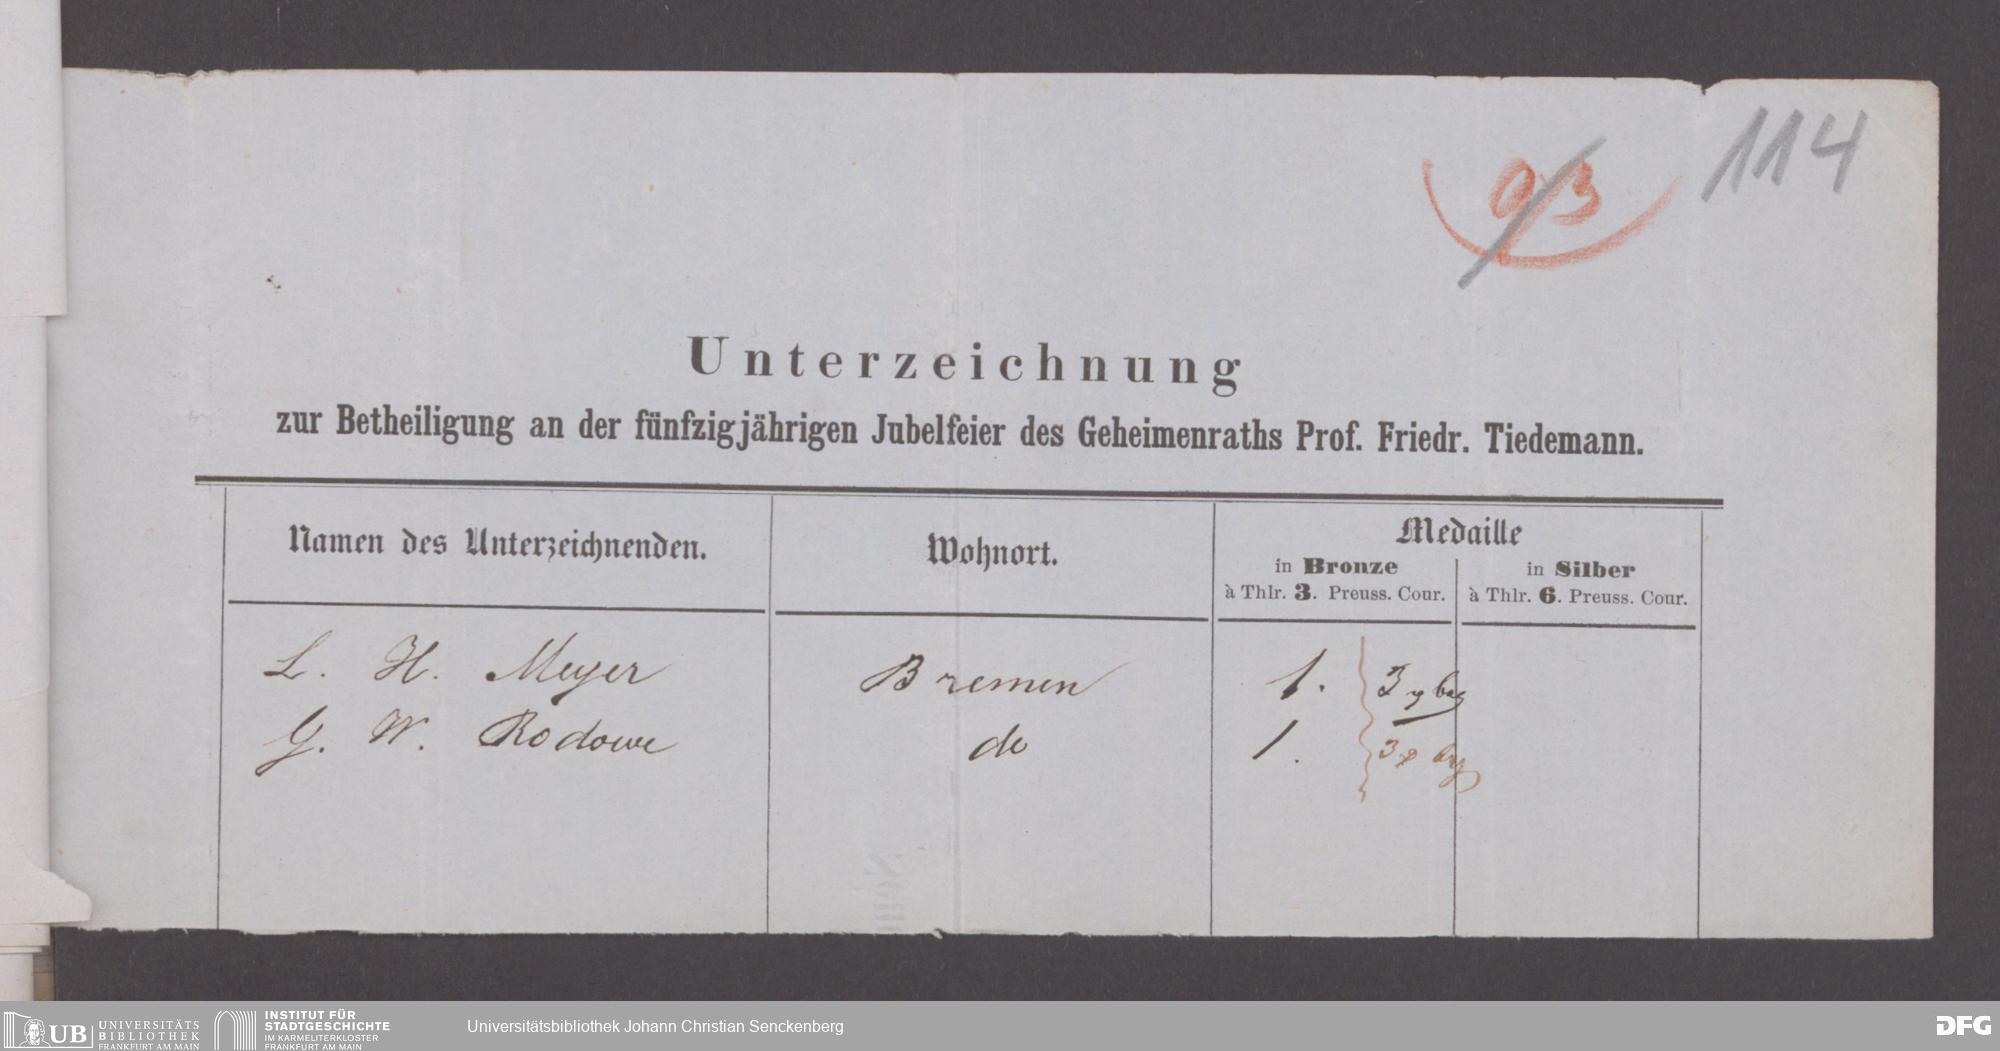 114
93
Unterzeichnung
zur Betheiligung an der fünfzigjährigen Jubelfeier des Geheimenraths Prof. Friedr. Tiedemann.
Namen des Unterzeichnenden.
Wohnort.
Medaille
in Bronze
à Thlr. 3. Preuss. Cour.
in Silber
à Thlr. 6. Preuss. Cour.
L. H. Meyer Bremen 1. 3
G. W. Rodowe do 1. 3
UB UNIVERSITÄTS
BIBLIOTHEK
FRANKFURT AM MAIN
INSTITUT FÜR
STADTGESCHICHTE
IM KARMELITERKLOSTER
FRANKFURT AM MAIN
Universitätsbibliothek Johann Christian Senckenberg
DFG